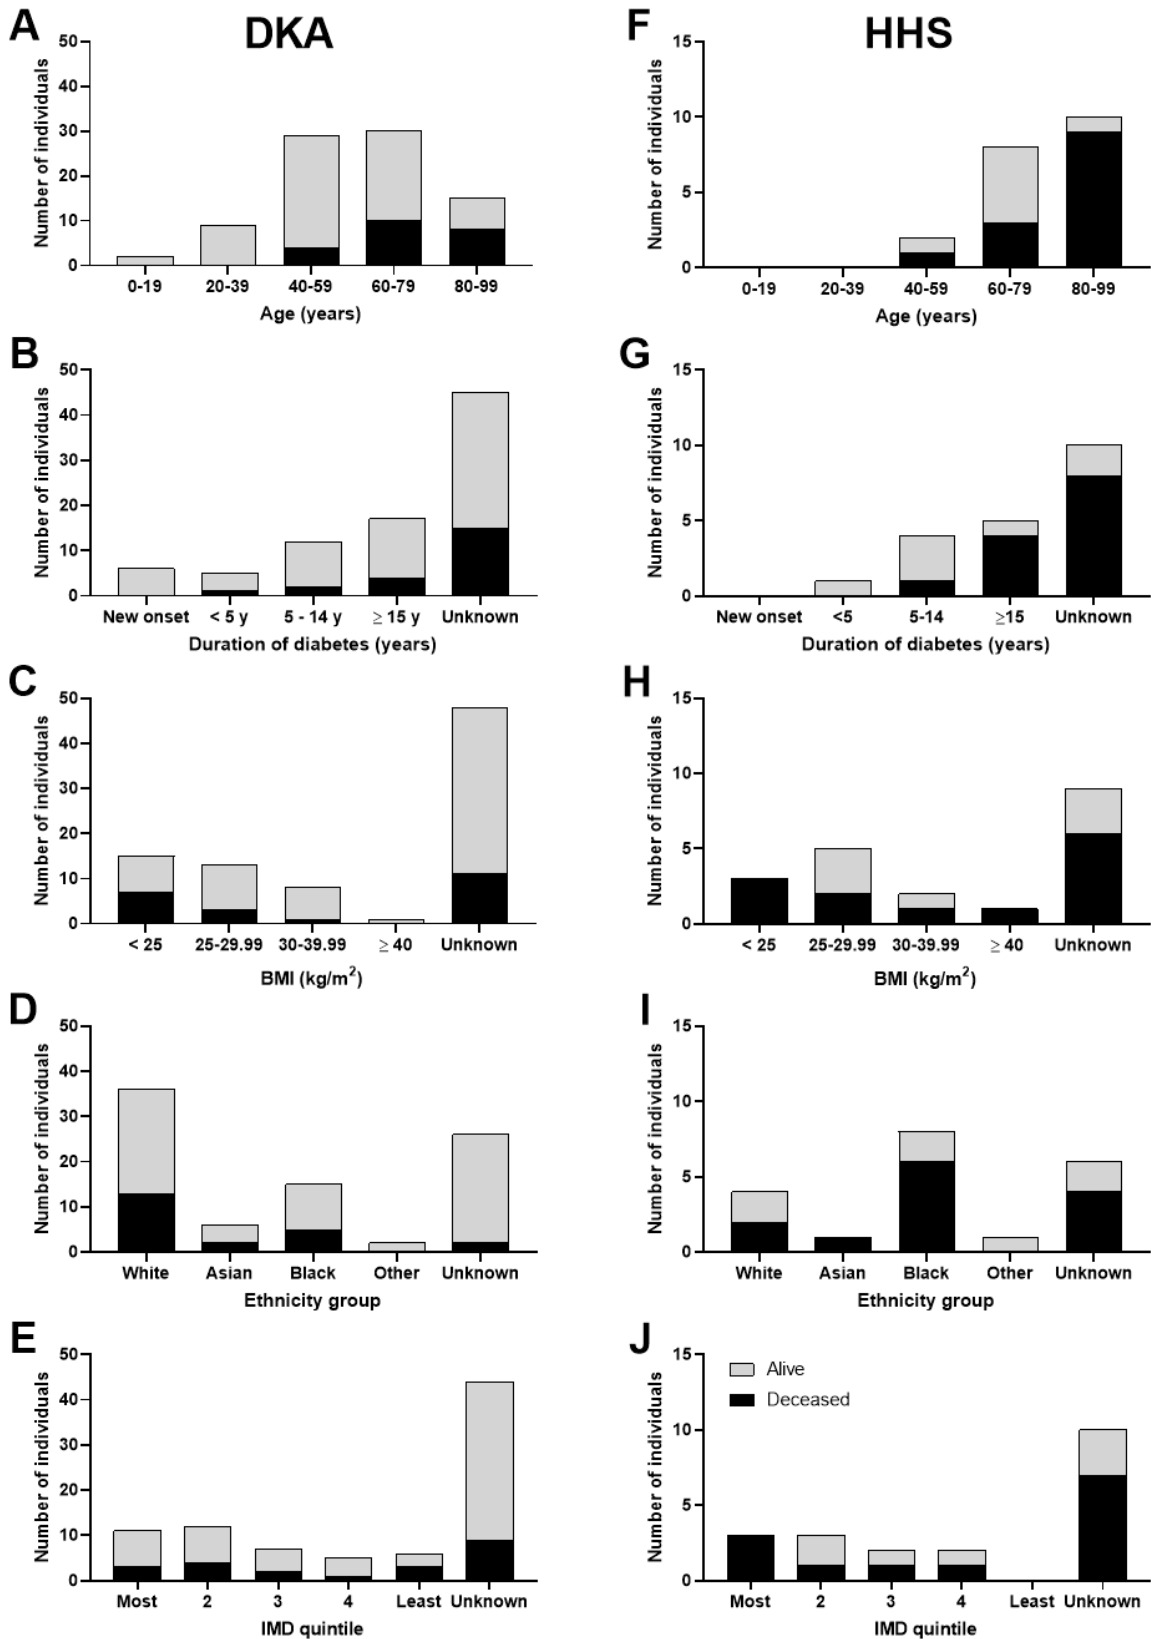 A
DKA
50
40
30
20
10
0
Number of individuals
0-19 20-39 40-59 60-79 80-99
Age (years)
F
HHS
15
10
5
0
Number of individuals
0-19 20-39 40-59 60-79 80-99
Age (years)
B
50
40
30
20
10
0
Number of individuals
New onset < 5 y 5 - 14 y ≥ 15 y Unknown
Duration of diabetes (years)
G
15
10
5
0
Number of individuals
New onset <5 5-14 ≥15 Unknown
Duration of diabetes (years)
C
50
40
30
20
10
0
Number of individuals
< 25 25-29.99 30-39.99 ≥ 40 Unknown
BMI (kg/m²)
H
15
10
5
0
Number of individuals
< 25 25-29.99 30-39.99 ≥ 40 Unknown
BMI (kg/m²)
D
50
40
30
20
10
0
Number of individuals
White Asian Black Other Unknown
Ethnicity group
I
15
10
5
0
Number of individuals
White Asian Black Other Unknown
Ethnicity group
E
50
40
30
20
10
0
Number of individuals
Most 2 3 4 Least Unknown
IMD quintile
J
15
10
5
0
Number of individuals
Alive
Deceased
Most 2 3 4 Least Unknown
IMD quintile